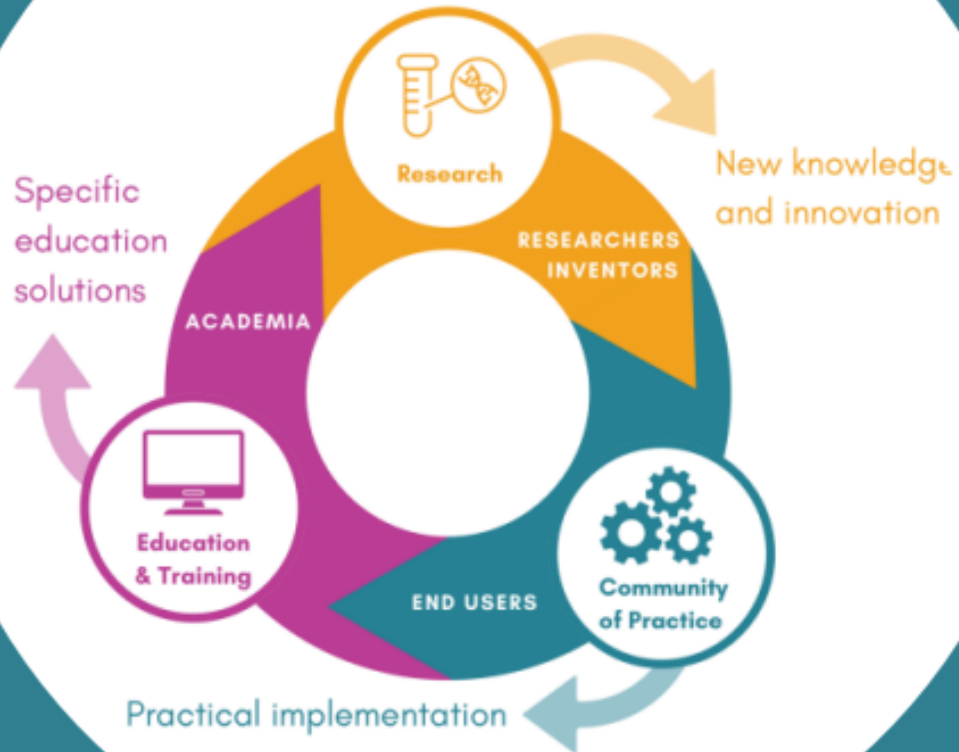 Research
New knowledge
and innovation
RESEARCHERS
INVENTORS
Specific
education
solutions
ACADEMIA
Education
& Training
Community
of Practice
END USERS
Practical implementation